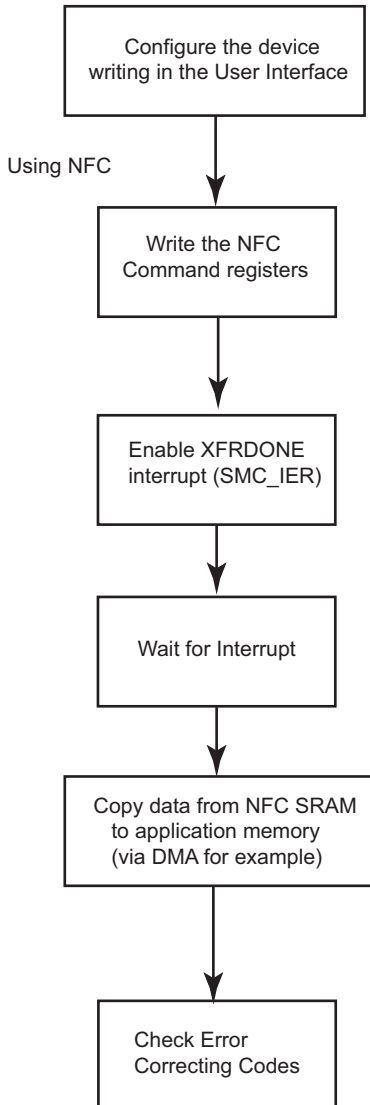 Configure the device
writing in the User Interface
Using NFC
Write the NFC
Command registers
Enable XFRDONE
interrupt (SMC_IER)
Wait for Interrupt
Copy data from NFC SRAM
to application memory
(via DMA for example)
Check Error
Correcting Codes